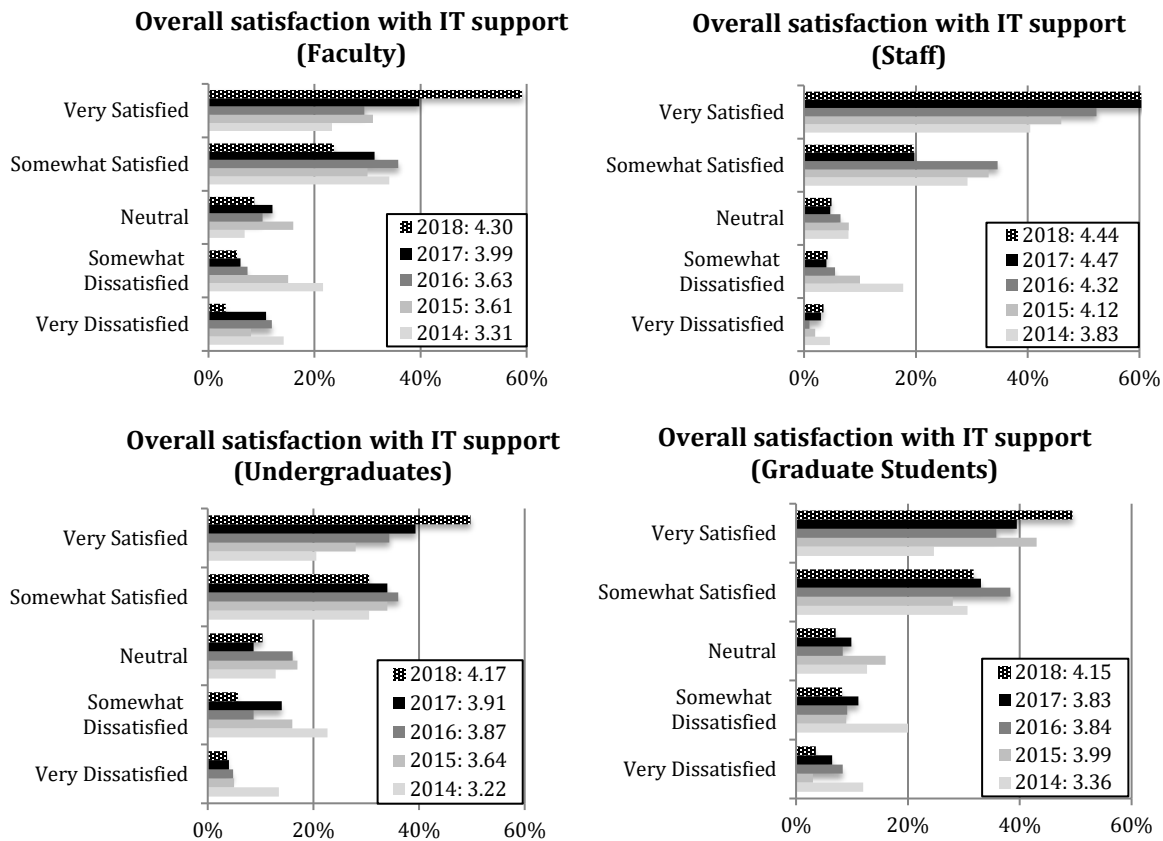 Overall satisfaction with IT support
(Faculty)
Very Satisfied
Somewhat Satisfied
Neutral
Somewhat
Dissatisfied
Very Dissatisfied
2018: 4.30
2017: 3.99
2016: 3.63
2015: 3.61
2014: 3.31
0%
20%
40%
60%
Overall satisfaction with IT support
(Staff)
Very Satisfied
Somewhat Satisfied
Neutral
Somewhat
Dissatisfied
Very Dissatisfied
2018: 4.44
2017: 4.47
2016: 4.32
2015: 4.12
2014: 3.83
0%
20%
40%
60%
Overall satisfaction with IT support
(Undergraduates)
Very Satisfied
Somewhat Satisfied
Neutral
Somewhat
Dissatisfied
Very Dissatisfied
2018: 4.17
2017: 3.91
2016: 3.87
2015: 3.64
2014: 3.22
0%
20%
40%
60%
Overall satisfaction with IT support
(Graduate Students)
Very Satisfied
Somewhat Satisfied
Neutral
Somewhat
Dissatisfied
Very Dissatisfied
2018: 4.15
2017: 3.83
2016: 3.84
2015: 3.99
2014: 3.36
0%
20%
40%
60%